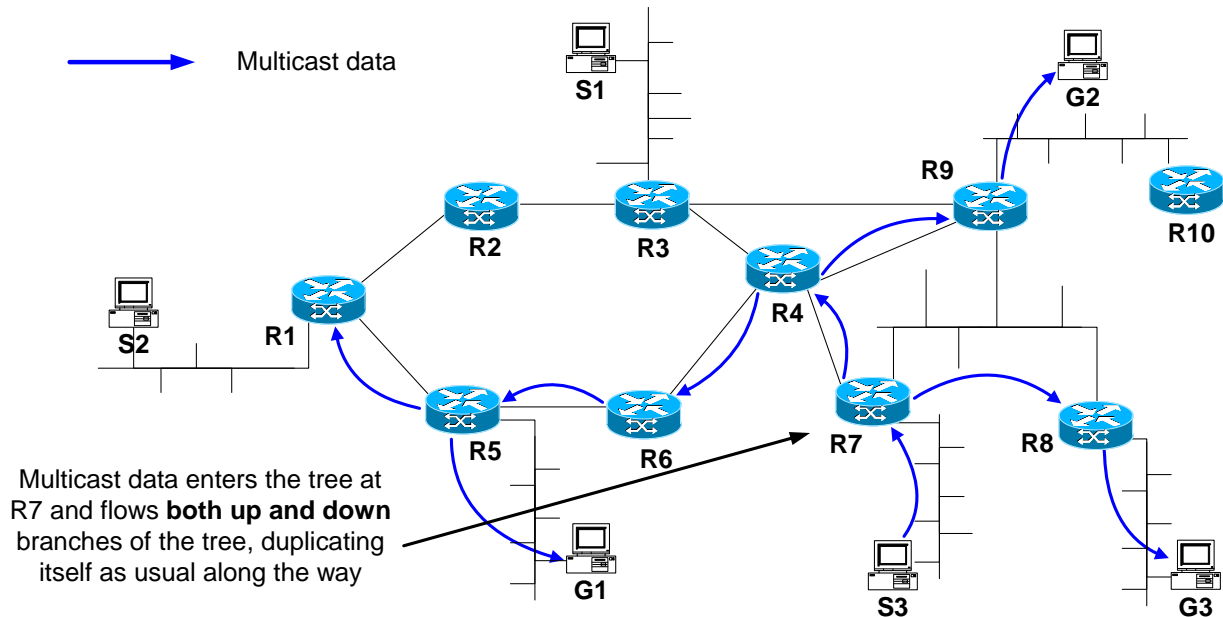 Multicast data
S1
G2
R9
R2
R3
R10
S2
R1
R4
R5
R6
R7
R8
Multicast data enters the tree at
R7 and flows both up and down
branches of the tree, duplicating
itself as usual along the way
G1
S3
G3